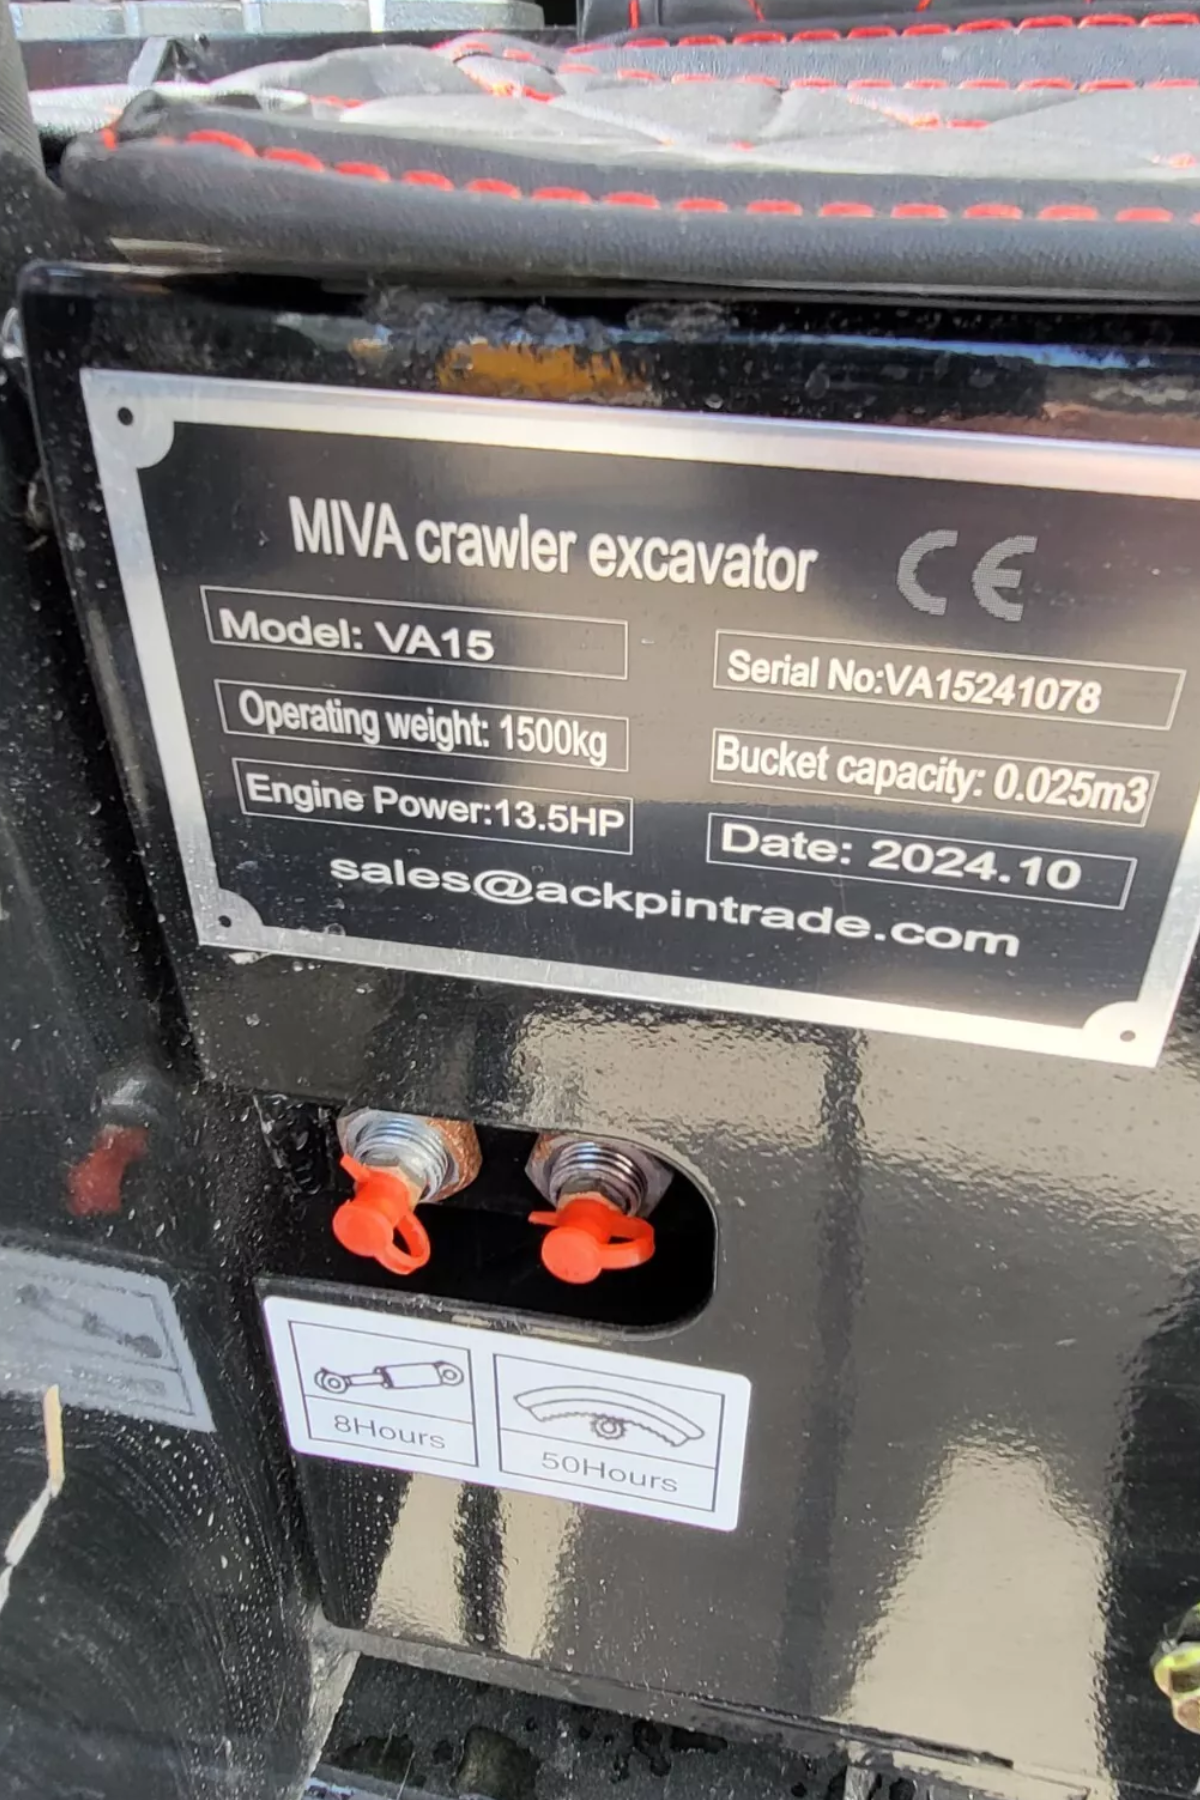 MIVA crawler excavator CE
Model: VA15
Serial No:VA15241078
Operating weight: 1500kg
Bucket capacity: 0.025m3
Engine Power:13.5HP
Date: 2024.10
sales@ackpintrade.com
8Hours
50Hours